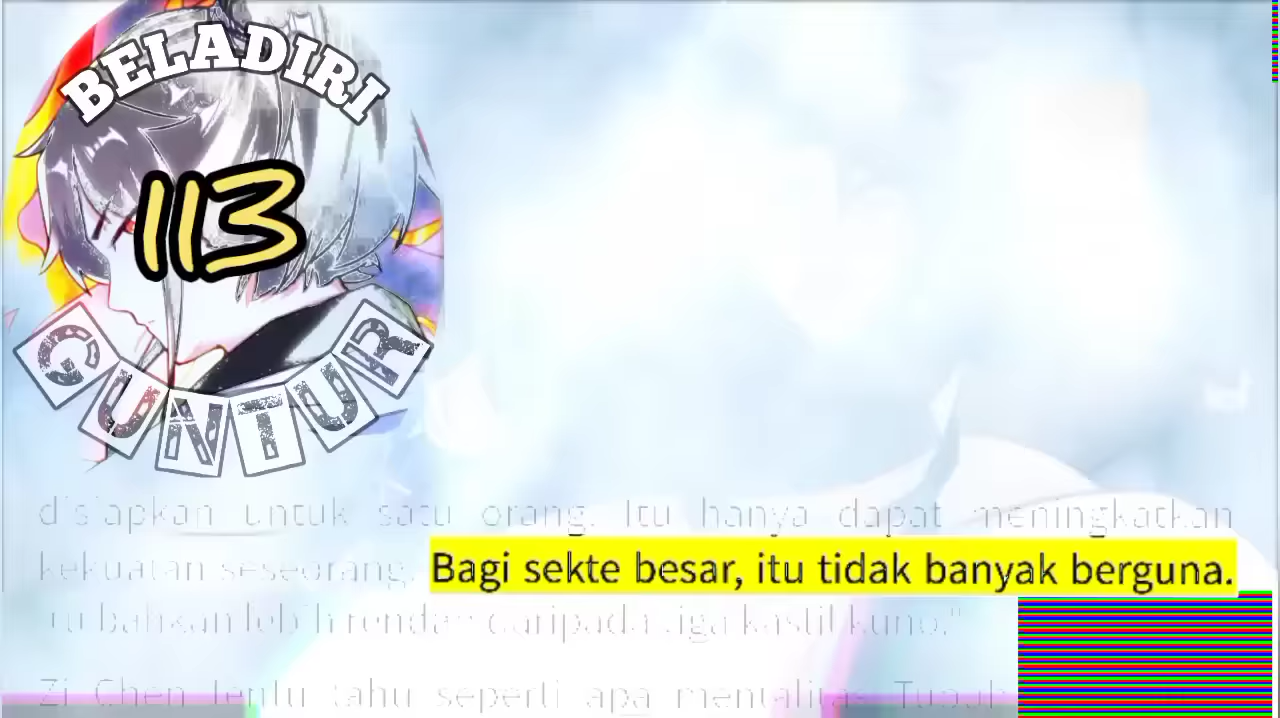 BELADIRI
113
GUNTUR
disiapkan untuk satu orang. Itu hanya dapat meningkatkan
kekuatan seseorang. Bagi sekte besar, itu tidak banyak berguna.
Itu bahkan lebih rendah daripada tiga kastil kuno."
Zi Chen tentu tahu seperti apa mentalitas Tubuh